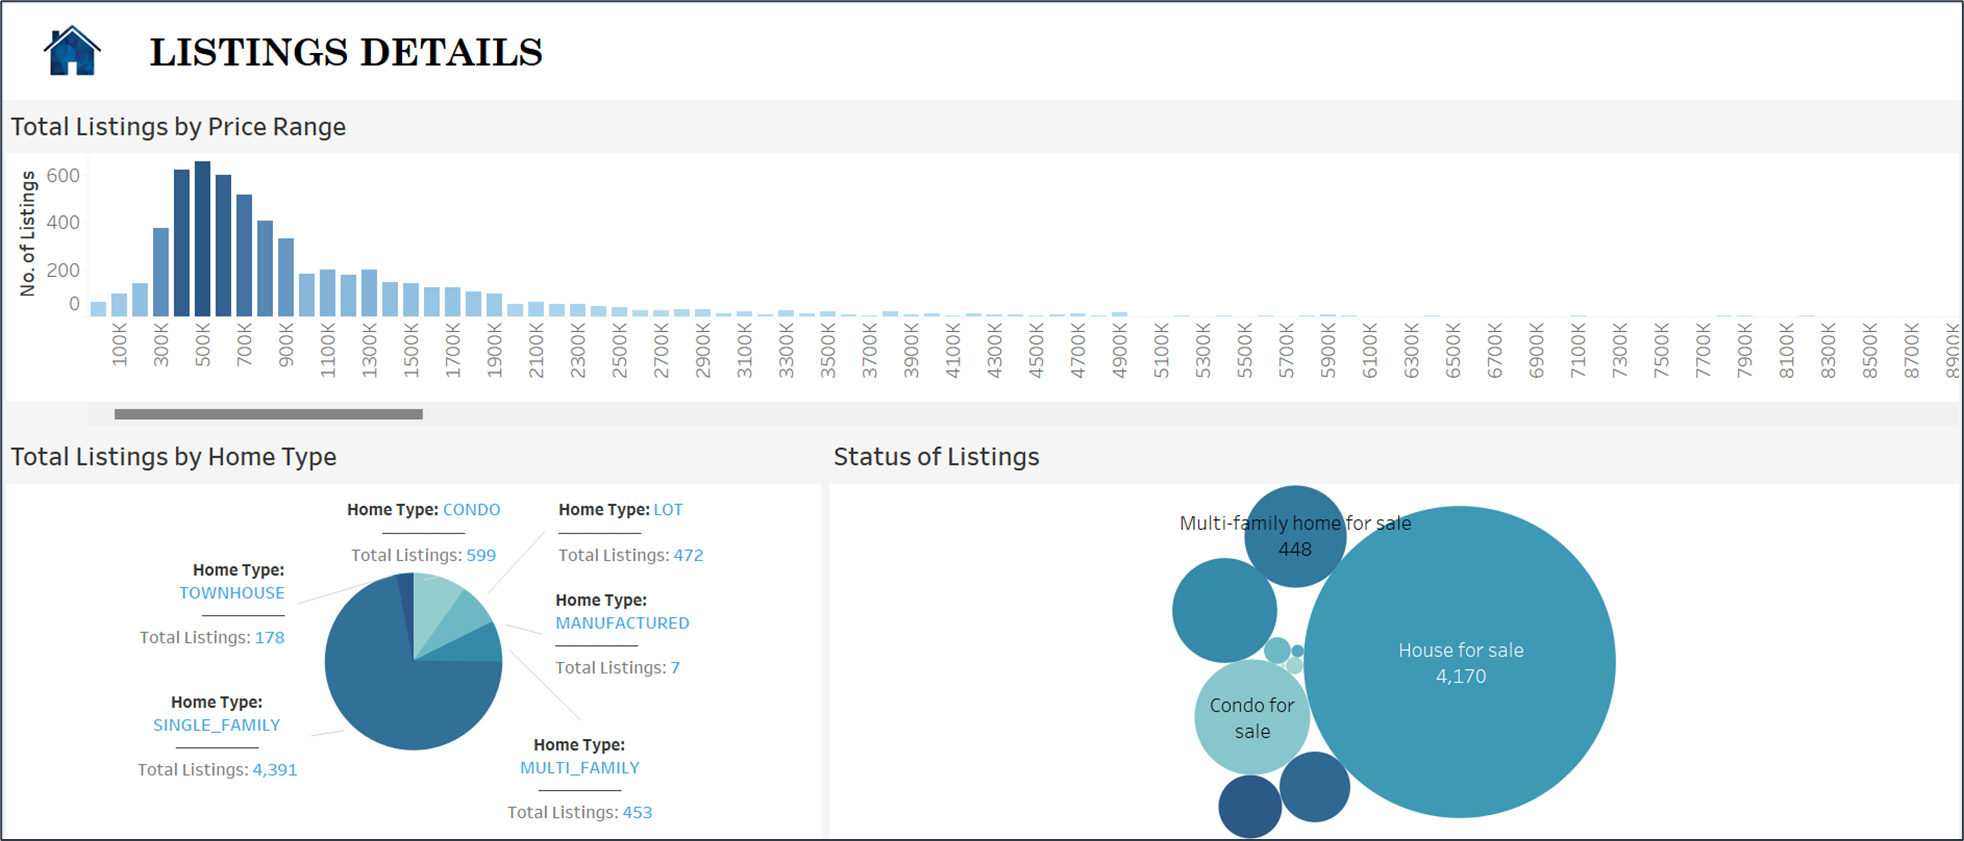 LISTINGS DETAILS
Total Listings by Price Range
No. of Listings
600
400
200
0
100K
300K
500K
700K
900K
1100K
1300K
1500K
1700K
1900K
2100K
2300K
2500K
2700K
2900K
3100K
3300K
3500K
3700K
3900K
4100K
4300K
4500K
4700K
4900K
5100K
5300K
5500K
5700K
5900K
6100K
6300K
6500K
6700K
6900K
7100K
7300K
7500K
7700K
7900K
8100K
8300K
8500K
8700K
8900K
Total Listings by Home Type
Home Type: CONDO
Total Listings: 599
Home Type: LOT
Total Listings: 472
Home Type:
TOWNHOUSE
Total Listings: 178
Home Type:
MANUFACTURED
Total Listings: 7
Home Type:
SINGLE_FAMILY
Total Listings: 4,391
Home Type:
MULTI_FAMILY
Total Listings: 453
Status of Listings
Multi-family home for sale
448
House for sale
4,170
Condo for
sale